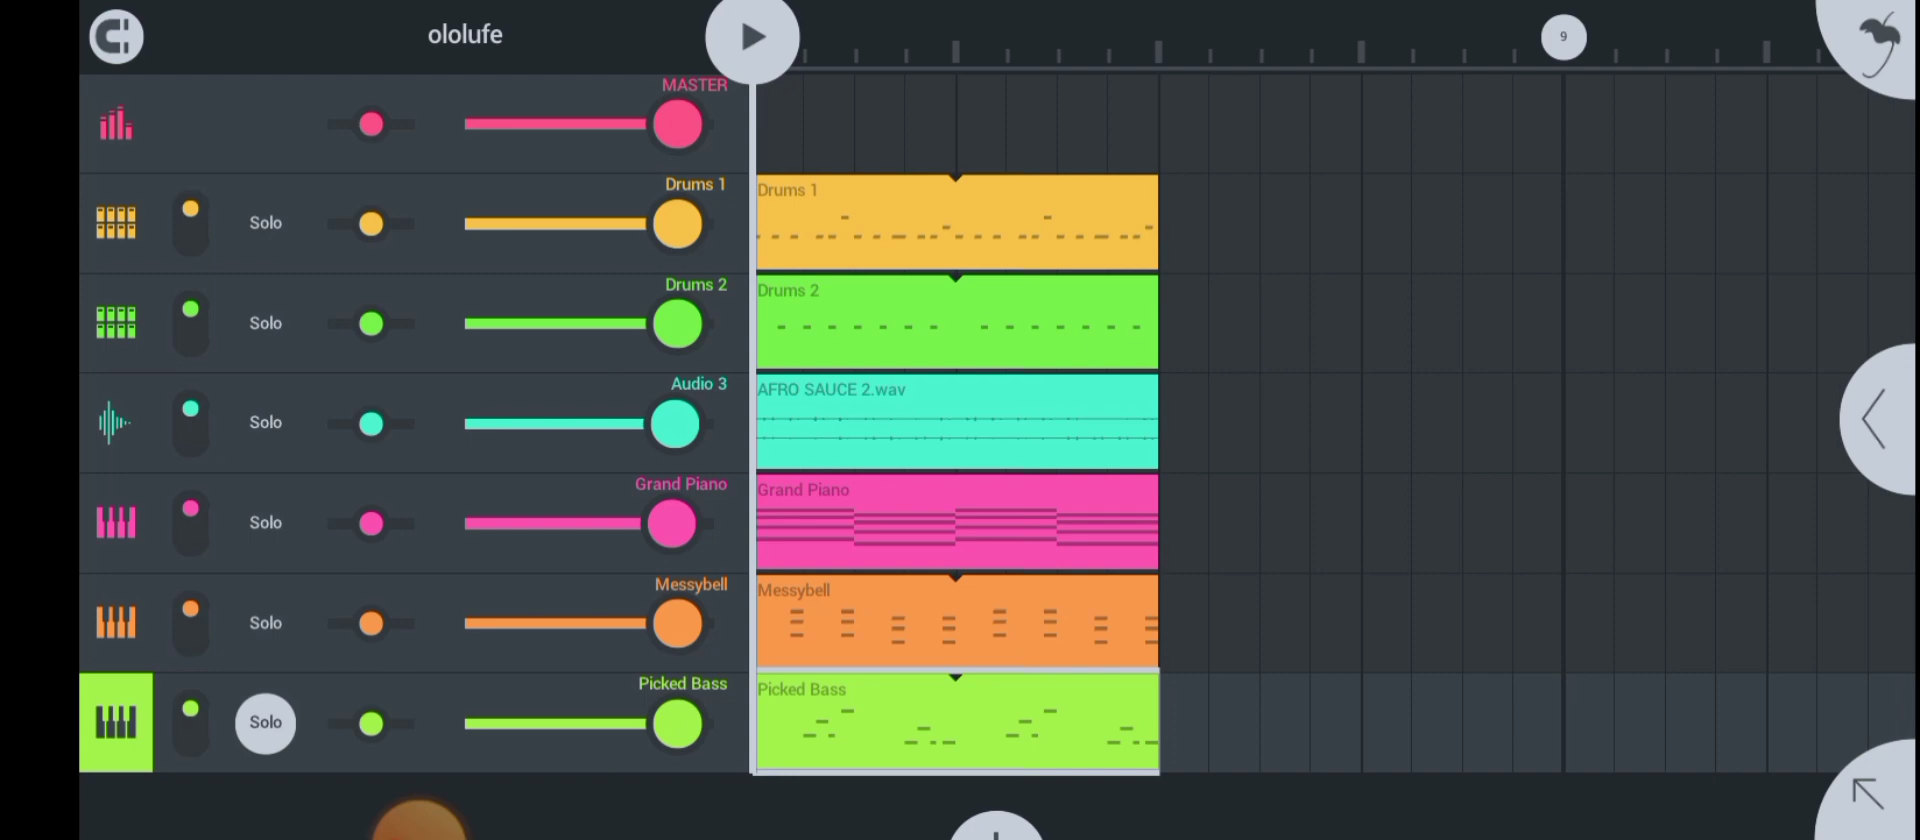 ololufe
9
MASTER
Drums 1
Solo
Drums 1
Drums 2
Solo
Drums 2
Audio 3
Solo
AFRO SAUCE 2.wav
Grand Piano
Solo
Grand Piano
Messybell
Solo
Messybell
Picked Bass
Solo
Picked Bass